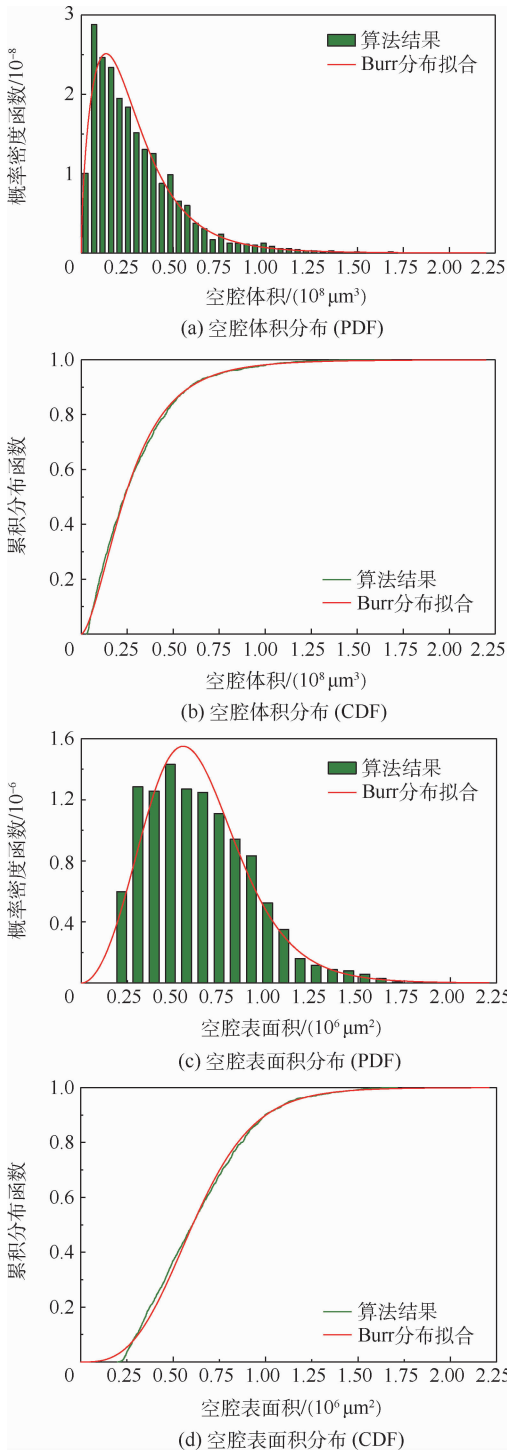 3
2
1
0
概率密度函数/10⁻⁸
算法结果
Burr分布拟合
0.25 0.50 0.75 1.00 1.25 1.50 1.75 2.00 2.25
空腔体积/(10⁸ μm³)
(a) 空腔体积分布 (PDF)
1.0
0.8
0.6
0.4
0.2
累积分布函数
算法结果
Burr分布拟合
0 0.25 0.50 0.75 1.00 1.25 1.50 1.75 2.00 2.25
空腔体积/(10⁸ μm³)
(b) 空腔体积分布 (CDF)
1.6
1.2
0.8
0.4
概率密度函数/10⁻⁶
算法结果
Burr分布拟合
0 0.25 0.50 0.75 1.00 1.25 1.50 1.75 2.00 2.25
空腔表面积/(10⁶ μm²)
(c) 空腔表面积分布 (PDF)
1.0
0.8
0.6
0.4
0.2
累积分布函数
算法结果
Burr分布拟合
0 0.25 0.50 0.75 1.00 1.25 1.50 1.75 2.00 2.25
空腔表面积/(10⁶ μm²)
(d) 空腔表面积分布 (CDF)